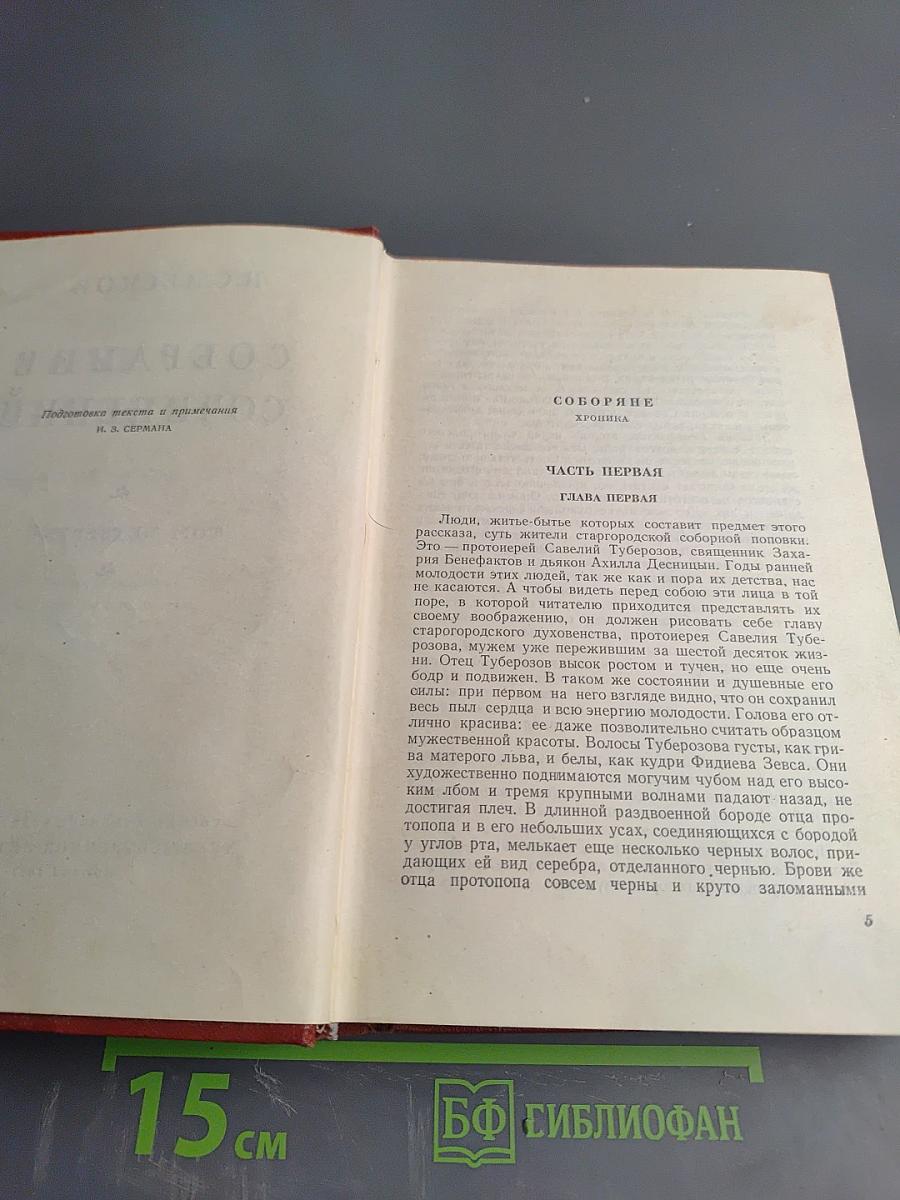 Подготовка текста и примечания
И. З. СЕРМАНА
СОБОРЯНЕ
ХРОНИКА
ЧАСТЬ ПЕРВАЯ
ГЛАВА ПЕРВАЯ
Люди, житье-бытье которых составит предмет этого
рассказа, суть жители старгородской соборной поповки.
Это — протоиерей Савелий Туберозов, священник Заха-
рия Бенефактов и дьякон Ахилла Десницын. Годы ранней
молодости этих людей, так же как и пора их детства, нас
не касаются. А чтобы видеть перед собою эти лица в той
поре, в которой читателю приходится представлять их
своему воображению, он должен рисовать себе главу
старогородского духовенства, протоиерея Савелия Тубе-
розова, мужем уже пережившим за шестой десяток жиз-
ни. Отец Туберозов высок ростом и тучен, но еще очень
бодр и подвижен. В таком же состоянии и душевные его
силы: при первом на него взгляде видно, что он сохранил
весь пыл сердца и всю энергию молодости. Голова его от-
лично красива: ее даже позволительно считать образцом
мужественной красоты. Волосы Туберозова густы, как гри-
ва матерого льва, и белы, как кудри Фидиева Зевса. Они
художественно поднимаются могучим чубом над его высо-
ким лбом и тремя крупными волнами падают назад, не
достигая плеч. В длинной раздвоенной бороде отца про-
топопа и в его небольших усах, соединяющихся с бородой
у углов рта, мелькает еще несколько черных волос, при-
дающих ей вид серебра, отделанного чернью. Брови же
отца протопопа совсем черны и круто заломанными
5
15 см
БФ БИБЛИОФАН